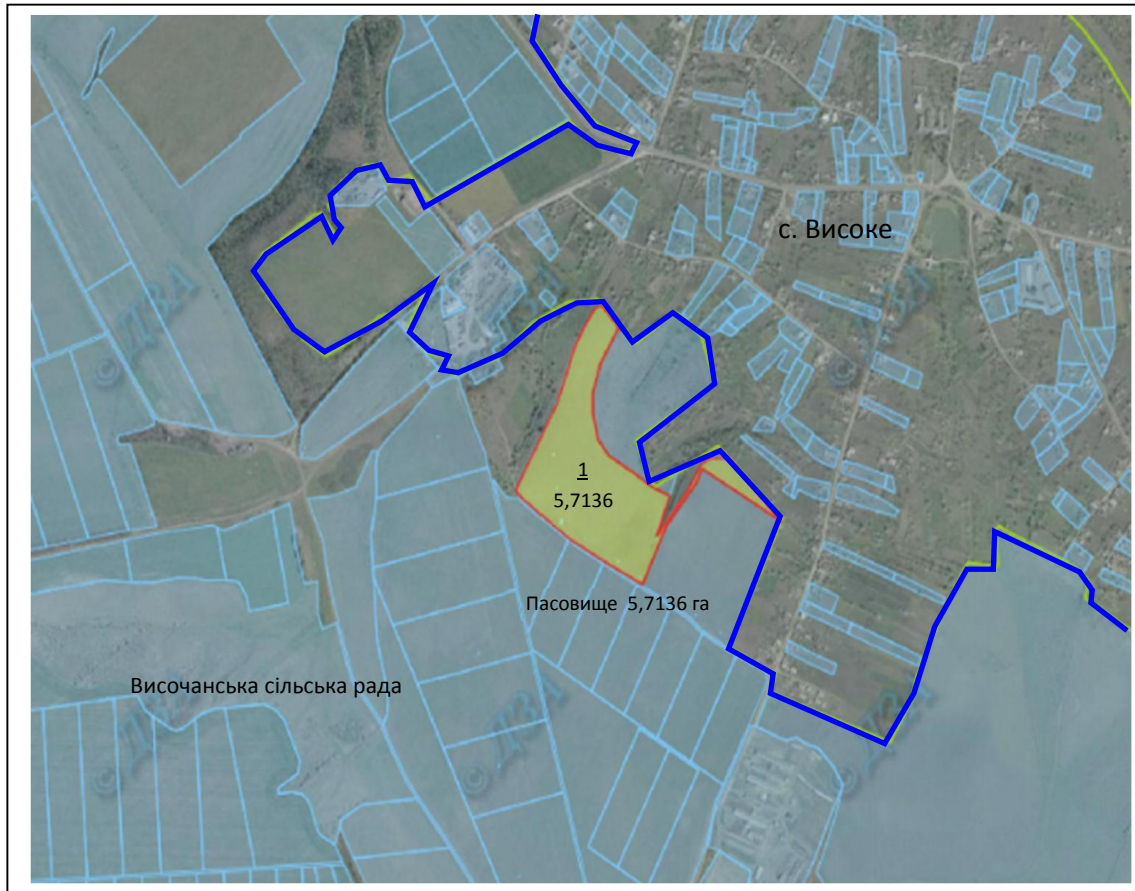 с. Високе
1
5,7136
Пасовище 5,7136 га
Височанська сільська рада